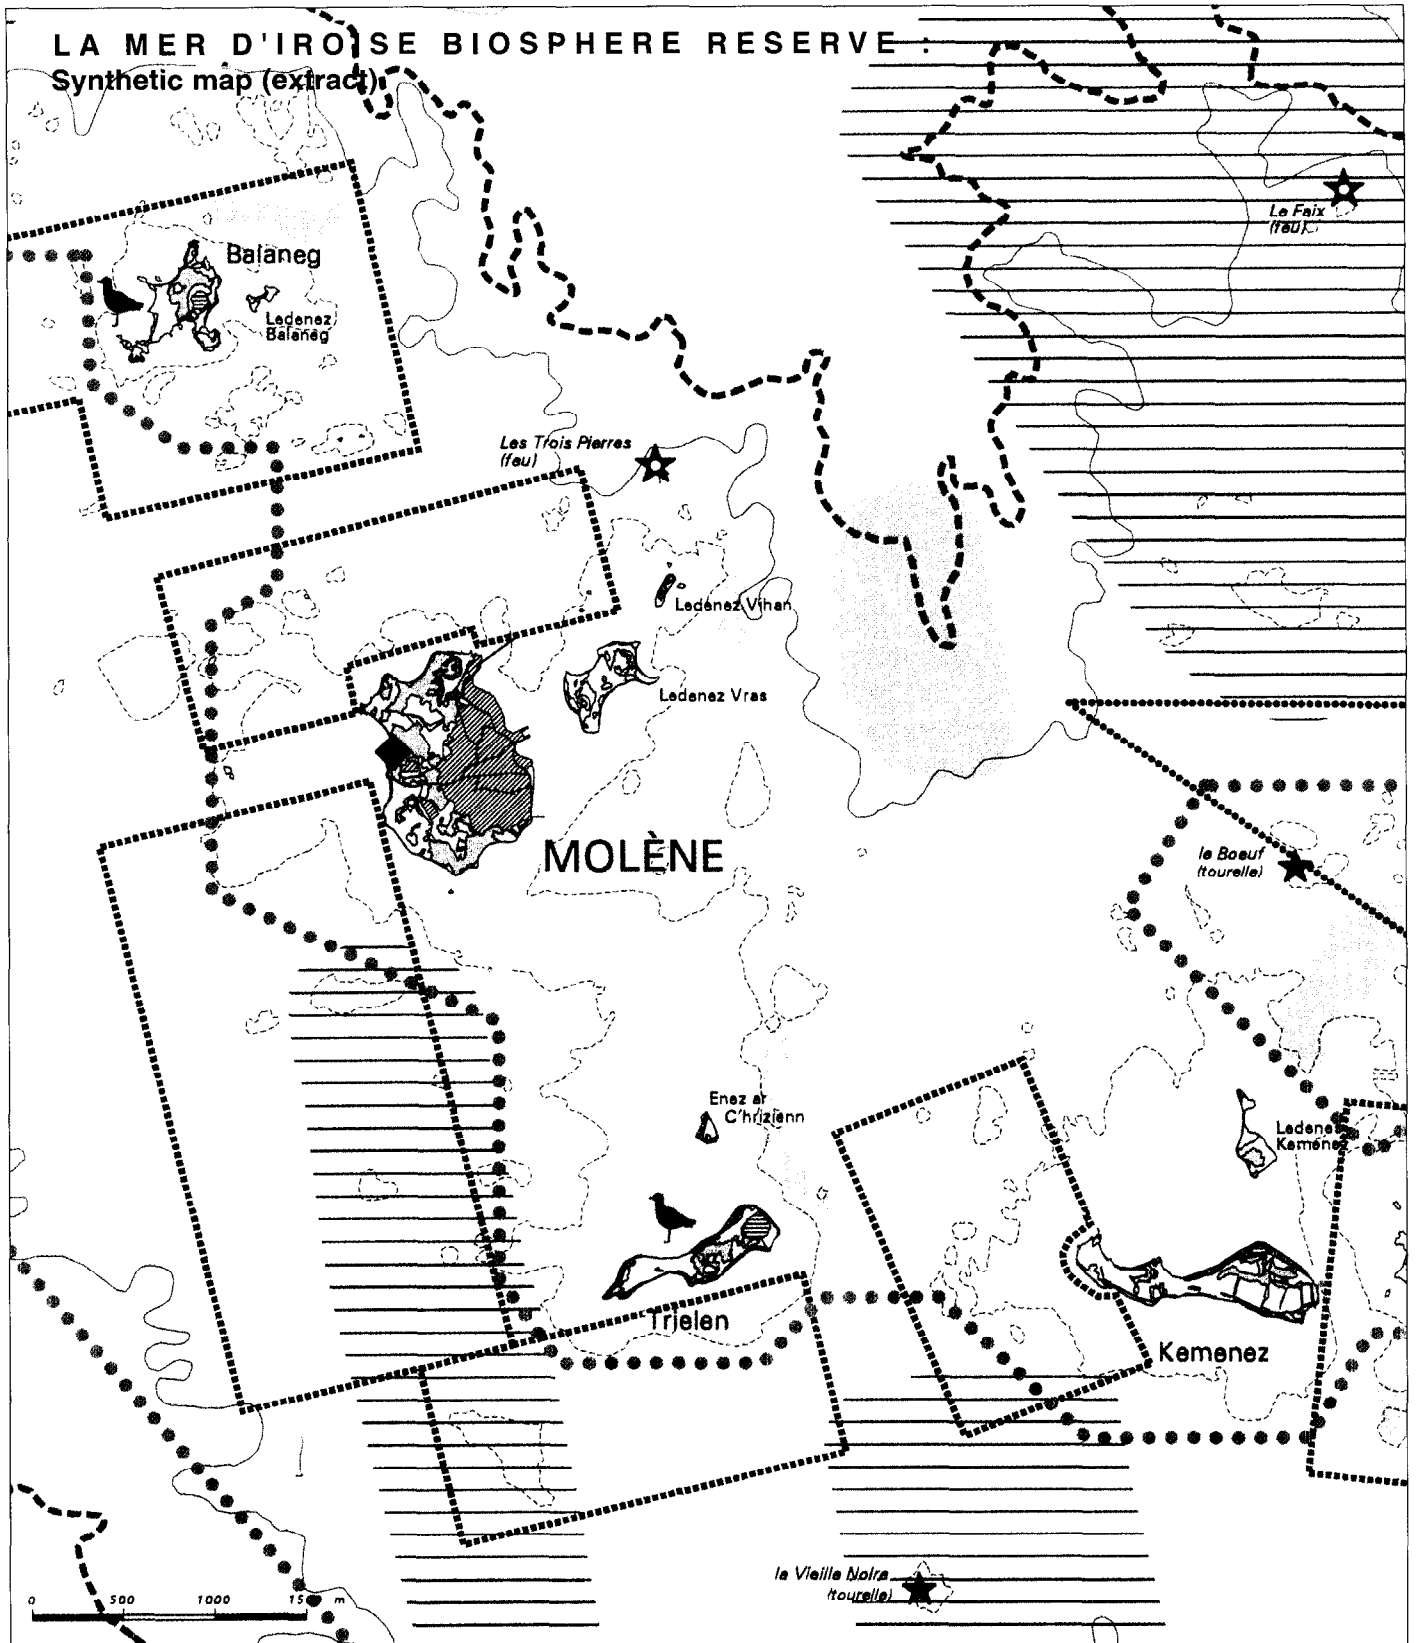 LA MER D'IROISE BIOSPHERE RESERVE :
Synthetic map (extract)
Le Faix
(feu)
Balaneg
Ledenez
Balaneg
Les Trois Pierres
(feu)
Ledenez Vihan
Ledenez Vras
MOLÈNE
le Boeuf
(tourelle)
Enez ar
C'hrizienn
Ledenez
Kemenez
Trielen
Kemenez
la Vieille Noire
(tourelle)
0 500 1000 15 m